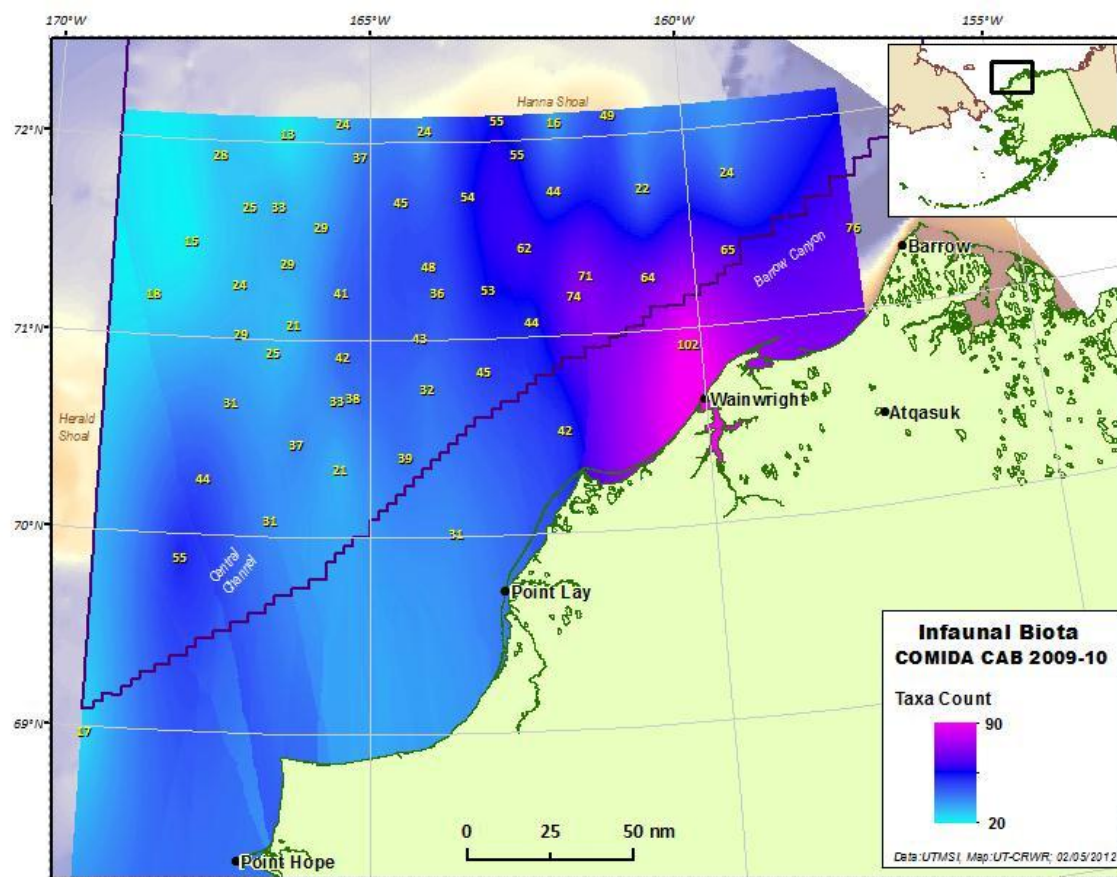 170°W 165°W 160°W 155°W
Hanna Shoal
72°N
13 24 24 55 16 49
28 37 55
24
22
44
54
45
25 33
29
15
76
Barrow
62
65
Barrow Canyon
29
48
71
64
24
18
41
36
53
74
71°N
21
44
29
43
102
25
42
45
32
Wainwright
31
33 38
Atqasuk
Herald
Shoal
42
37
39
21
44
70°N
31
31
55
Central
Channel
Point Lay
69°N
17
Point Hope
0 25 50 nm
Infaunal Biota
COMIDA CAB 2009-10
Taxa Count
90
20
Data:UTMSI, Map:UT-CRWR; 02/05/2012